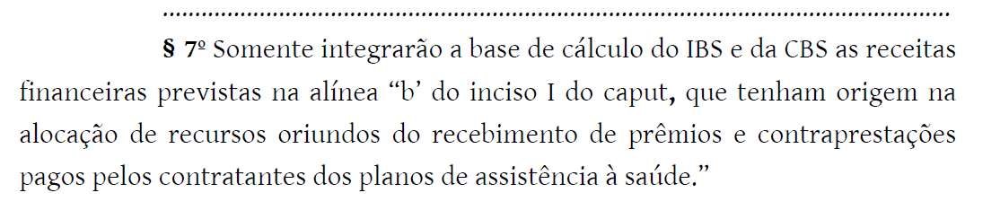 ..........................................................................................................
§ 7º Somente integrarão a base de cálculo do IBS e da CBS as receitas
financeiras previstas na alínea “b’ do inciso I do caput, que tenham origem na
alocação de recursos oriundos do recebimento de prêmios e contraprestações
pagos pelos contratantes dos planos de assistência à saúde.”